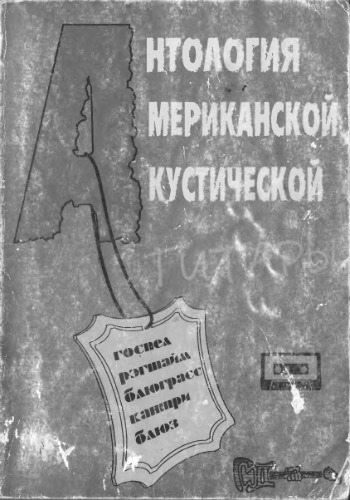 А
НТОЛОГИЯ
МЕРИКАНСКОЙ
КУСТИЧЕСКОЙ
ГИТАРЫ
госпел
рэгтайм
блюграсс
кантри
блюз